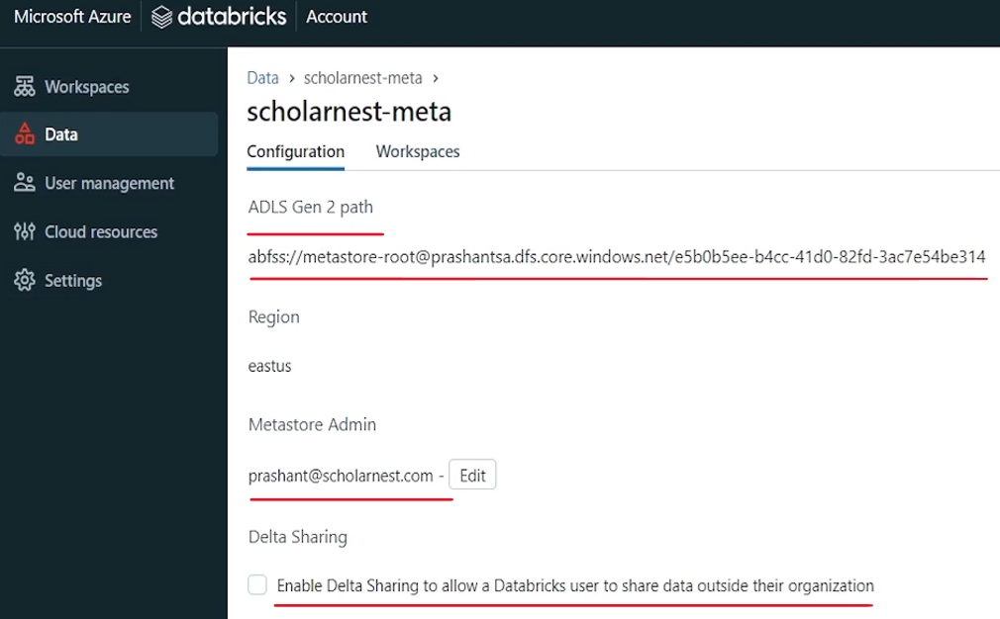 Microsoft Azure databricks Account
Workspaces
Data
User management
Cloud resources
Settings
Data > scholarnest-meta >
scholarnest-meta
Configuration Workspaces
ADLS Gen 2 path
abfss://metastore-root@prashantsa.dfs.core.windows.net/e5b0b5ee-b4cc-41d0-82fd-3ac7e54be314
Region
eastus
Metastore Admin
prashant@scholarnest.com - Edit
Delta Sharing
Enable Delta Sharing to allow a Databricks user to share data outside their organization